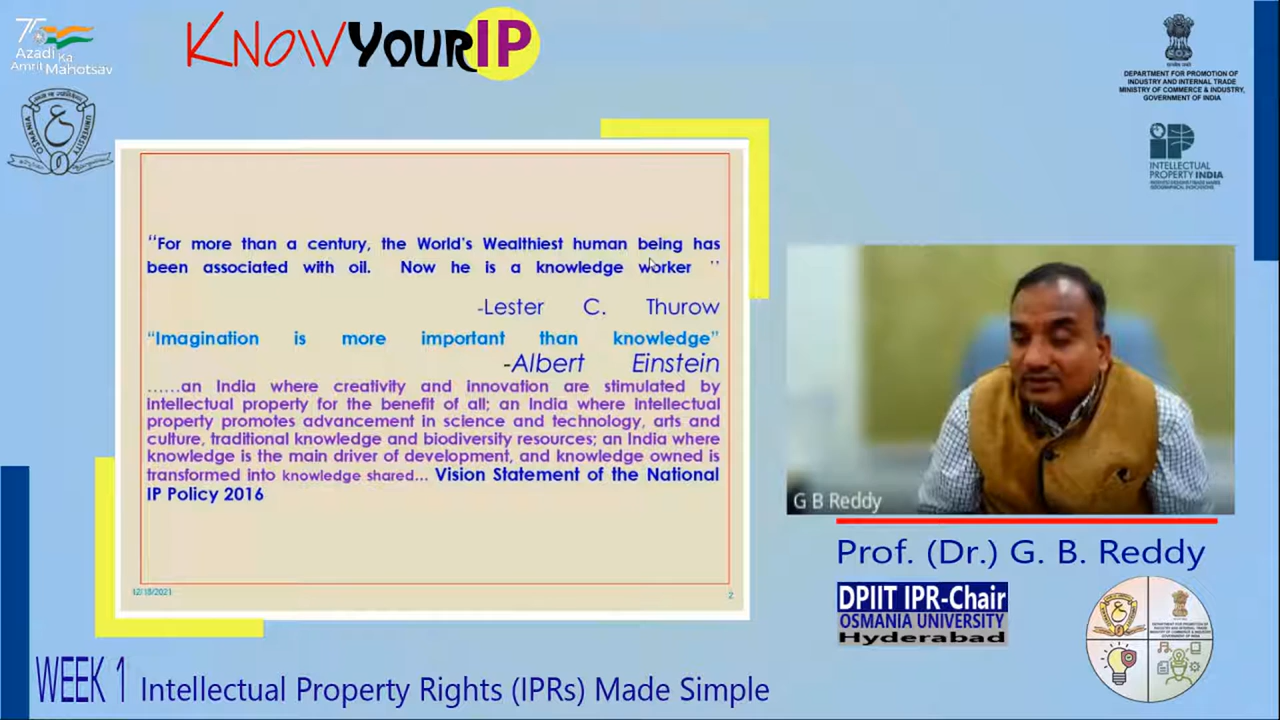 75
Azadi
Ka
Amrit Mahotsav
KNOWYOURIP
OSMANIA UNIVERSITY
DEPARTMENT FOR PROMOTION OF
INDUSTRY AND INTERNAL TRADE
MINISTRY OF COMMERCE & INDUSTRY,
GOVERNMENT OF INDIA
iP
INTELLECTUAL
PROPERTY INDIA
“For more than a century, the World’s Wealthiest human being has
been associated with oil. Now he is a knowledge worker ’’
-Lester C. Thurow
“Imagination is more important than knowledge”
-Albert Einstein
……an India where creativity and innovation are stimulated by
intellectual property for the benefit of all; an India where intellectual
property promotes advancement in science and technology, arts and
culture, traditional knowledge and biodiversity resources; an India where
knowledge is the main driver of development, and knowledge owned is
transformed into knowledge shared… Vision Statement of the National
IP Policy 2016
12/13/2021
2
G B Reddy
Prof. (Dr.) G. B. Reddy
DPIIT IPR-Chair
OSMANIA UNIVERSITY
Hyderabad
WEEK 1 Intellectual Property Rights (IPRs) Made Simple